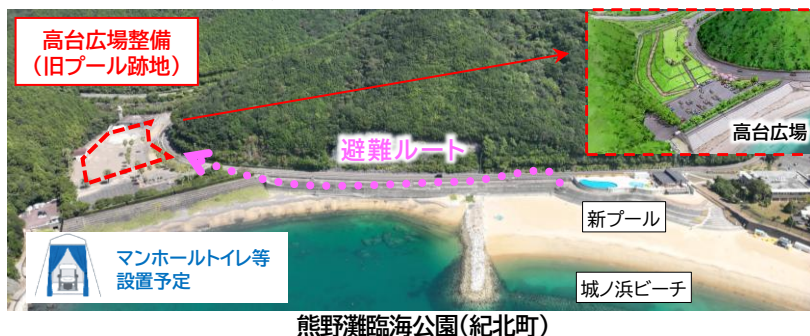 高台広場整備
（旧プール跡地）
高台広場
避難ルート
新プール
マンホールトイレ等
設置予定
城ノ浜ビーチ
熊野灘臨海公園（紀北町）